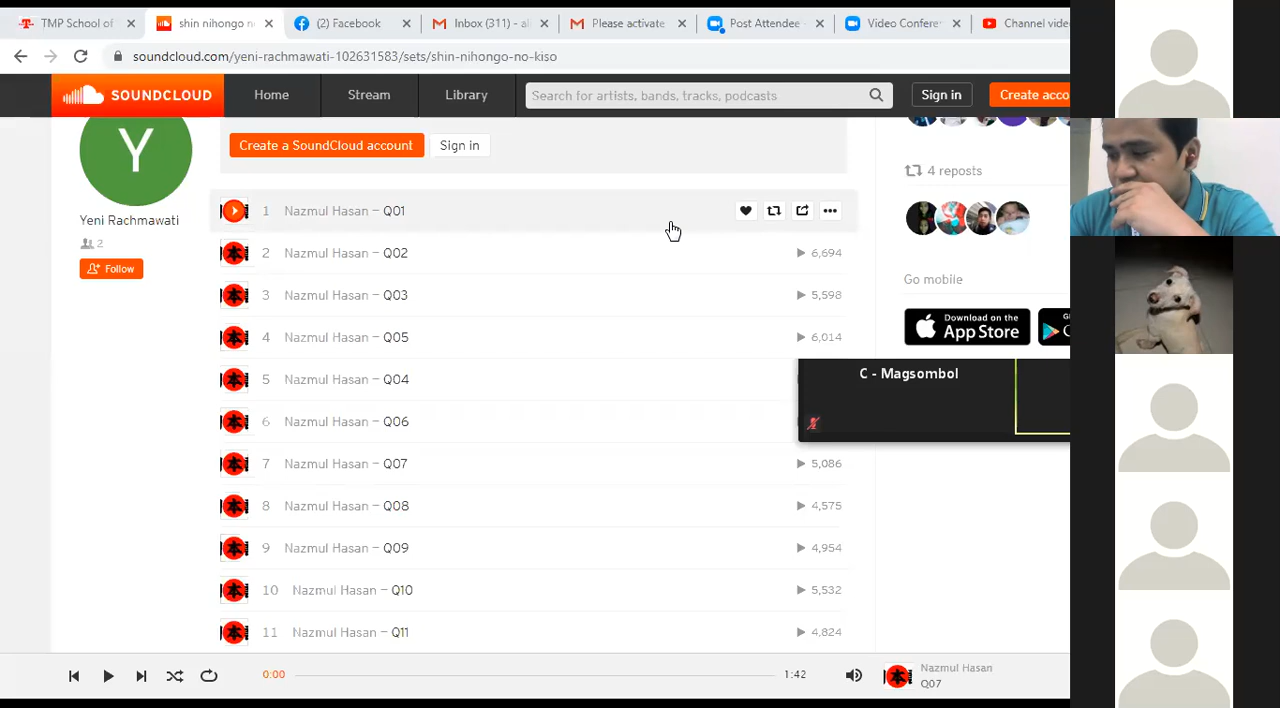 TMP School of
shin nihongo no
(2) Facebook
Inbox (311) - al
Please activate
Post Attendee -
Video Conferen
Channel video
soundcloud.com/yeni-rachmawati-102631583/sets/shin-nihongo-no-kiso
SOUNDCLOUD
Home
Stream
Library
Search for artists, bands, tracks, podcasts
Sign in
Create acco
Y
Create a SoundCloud account
Sign in
4 reposts
Yeni Rachmawati
2
Follow
1 Nazmul Hasan – Q01
2 Nazmul Hasan – Q02 6,694
3 Nazmul Hasan – Q03 5,598
4 Nazmul Hasan – Q05 6,014
5 Nazmul Hasan – Q04
6 Nazmul Hasan – Q06
7 Nazmul Hasan – Q07 5,086
8 Nazmul Hasan – Q08 4,575
9 Nazmul Hasan – Q09 4,954
10 Nazmul Hasan – Q10 5,532
11 Nazmul Hasan – Q11 4,824
Go mobile
Download on the
App Store
C - Magsombol
0:00
1:42
Nazmul Hasan
Q07